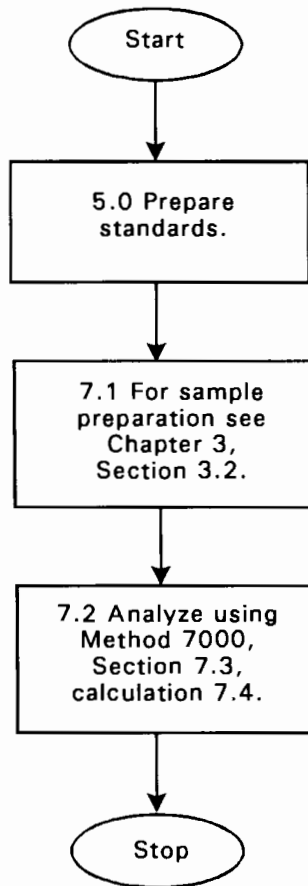 Start
5.0 Prepare
standards.
7.1 For sample
preparation see
Chapter 3,
Section 3.2.
7.2 Analyze using
Method 7000,
Section 7.3,
calculation 7.4.
Stop